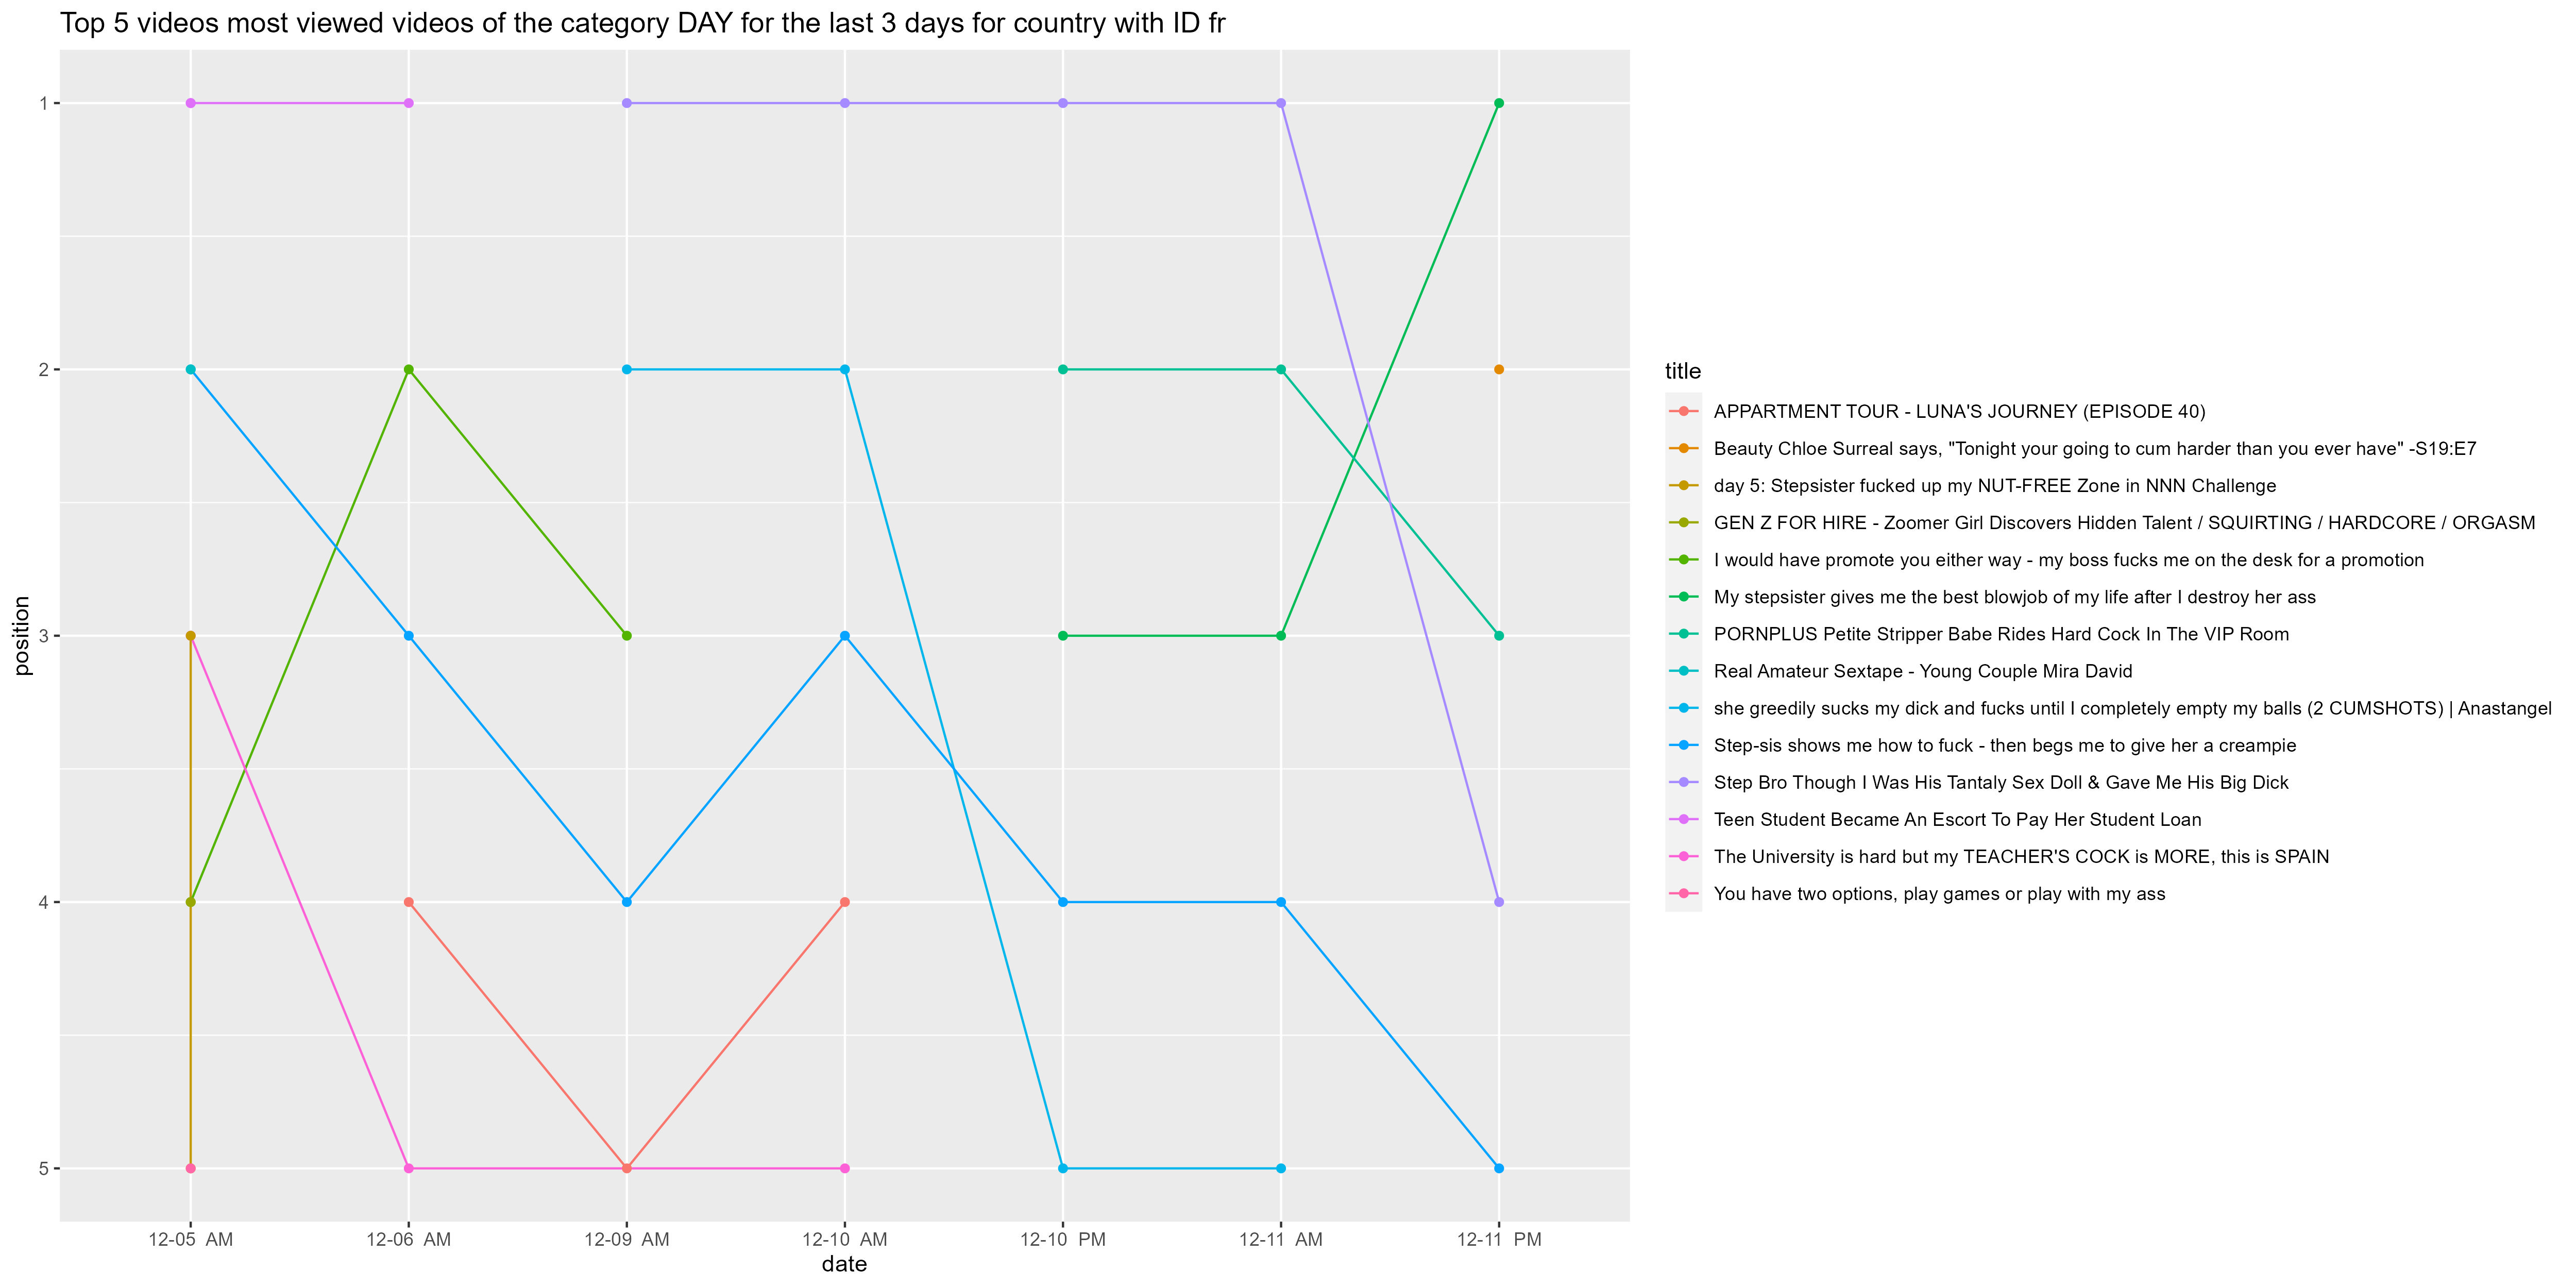 Top 5 videos most viewed videos of the category DAY for the last 3 days for country with ID fr
position
1
2
3
4
5
12-05 AM
12-06 AM
12-09 AM
12-10 AM
12-10 PM
12-11 AM
12-11 PM
date
title
APPARTMENT TOUR - LUNA'S JOURNEY (EPISODE 40)
Beauty Chloe Surreal says, "Tonight your going to cum harder than you ever have" -S19:E7
day 5: Stepsister fucked up my NUT-FREE Zone in NNN Challenge
GEN Z FOR HIRE - Zoomer Girl Discovers Hidden Talent / SQUIRTING / HARDCORE / ORGASM
I would have promote you either way - my boss fucks me on the desk for a promotion
My stepsister gives me the best blowjob of my life after I destroy her ass
PORNPLUS Petite Stripper Babe Rides Hard Cock In The VIP Room
Real Amateur Sextape - Young Couple Mira David
she greedily sucks my dick and fucks until I completely empty my balls (2 CUMSHOTS) | Anastangel
Step-sis shows me how to fuck - then begs me to give her a creampie
Step Bro Though I Was His Tantaly Sex Doll & Gave Me His Big Dick
Teen Student Became An Escort To Pay Her Student Loan
The University is hard but my TEACHER'S COCK is MORE, this is SPAIN
You have two options, play games or play with my ass